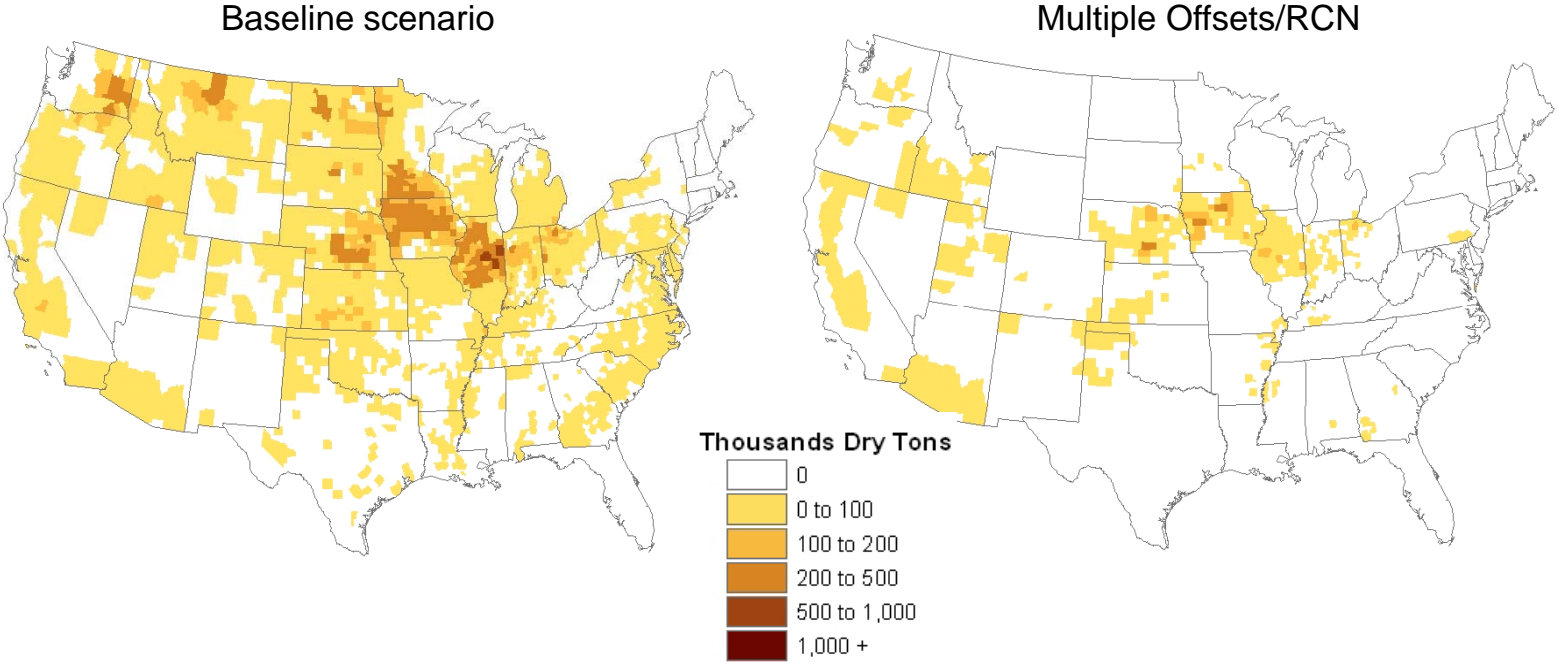 Baseline scenario
Multiple Offsets/RCN
Thousands Dry Tons
0
0 to 100
100 to 200
200 to 500
500 to 1,000
1,000 +